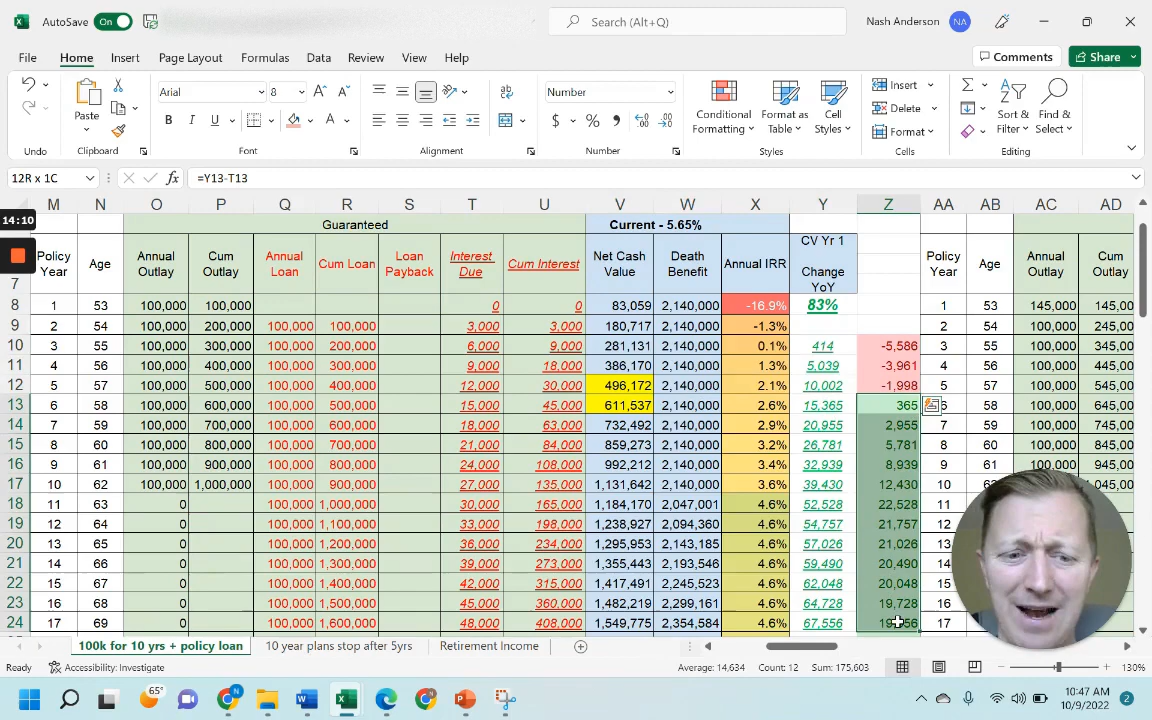 AutoSave On Search (Alt+Q) Nash Anderson NA
File Home Insert Page Layout Formulas Data Review View Help Comments Share
Paste Arial 8 Number Conditional Formatting Format as Table Cell Styles Insert Delete Format Sort & Filter Find & Select
B I U A $ %
Undo Clipboard Font Alignment Number Styles Cells Editing
12R x 1C fx =Y13-T13
M N O P Q R S T U V W X Y Z AA AB AC AD
14:10
Guaranteed Current - 5.65%
7 Policy Year Age Annual Outlay Cum Outlay Annual Loan Cum Loan Loan Payback Interest Due Cum Interest Net Cash Value Death Benefit Annual IRR CV Yr 1 Change YoY Policy Year Age Annual Outlay Cum Outlay
8 1 53 100,000 100,000 0 0 83,059 2,140,000 -16.9% 83% 1 53 145,000 145,00
9 2 54 100,000 200,000 100,000 100,000 3,000 3,000 180,717 2,140,000 -1.3% 2 54 100,000 245,00
10 3 55 100,000 300,000 100,000 200,000 6,000 9,000 281,131 2,140,000 0.1% 414 -5,586 3 55 100,000 345,00
11 4 56 100,000 400,000 100,000 300,000 9,000 18,000 386,170 2,140,000 1.3% 5,039 -3,961 4 56 100,000 445,00
12 5 57 100,000 500,000 100,000 400,000 12,000 30,000 496,172 2,140,000 2.1% 10,002 -1,998 5 57 100,000 545,00
13 6 58 100,000 600,000 100,000 500,000 15,000 45,000 611,537 2,140,000 2.6% 15,365 365 6 58 100,000 645,00
14 7 59 100,000 700,000 100,000 600,000 18,000 63,000 732,492 2,140,000 2.9% 20,955 2,955 7 59 100,000 745,00
15 8 60 100,000 800,000 100,000 700,000 21,000 84,000 859,273 2,140,000 3.2% 26,781 5,781 8 60 100,000 845,00
16 9 61 100,000 900,000 100,000 800,000 24,000 108,000 992,212 2,140,000 3.4% 32,939 8,939 9 61 100,000 945,00
17 10 62 100,000 1,000,000 100,000 900,000 27,000 135,000 1,131,642 2,140,000 3.6% 39,430 12,430 10
18 11 63 0 100,000 1,000,000 30,000 165,000 1,184,170 2,047,001 4.6% 52,528 22,528 11
19 12 64 0 100,000 1,100,000 33,000 198,000 1,238,927 2,094,360 4.6% 54,757 21,757 12
20 13 65 0 100,000 1,200,000 36,000 234,000 1,295,953 2,143,185 4.6% 57,026 21,026 13
21 14 66 0 100,000 1,300,000 39,000 273,000 1,355,443 2,193,546 4.6% 59,490 20,490 14
22 15 67 0 100,000 1,400,000 42,000 315,000 1,417,491 2,245,523 4.6% 62,048 20,048 15
23 16 68 0 100,000 1,500,000 45,000 360,000 1,482,219 2,299,161 4.6% 64,728 19,728 16
24 17 69 0 100,000 1,600,000 48,000 408,000 1,549,775 2,354,584 4.6% 67,556 17
100k for 10 yrs + policy loan 10 year plans stop after 5yrs Retirement Income
Ready Accessibility: Investigate Average: 14,634 Count: 12 Sum: 175,603 130%
65° 10:47 AM
10/9/2022 2